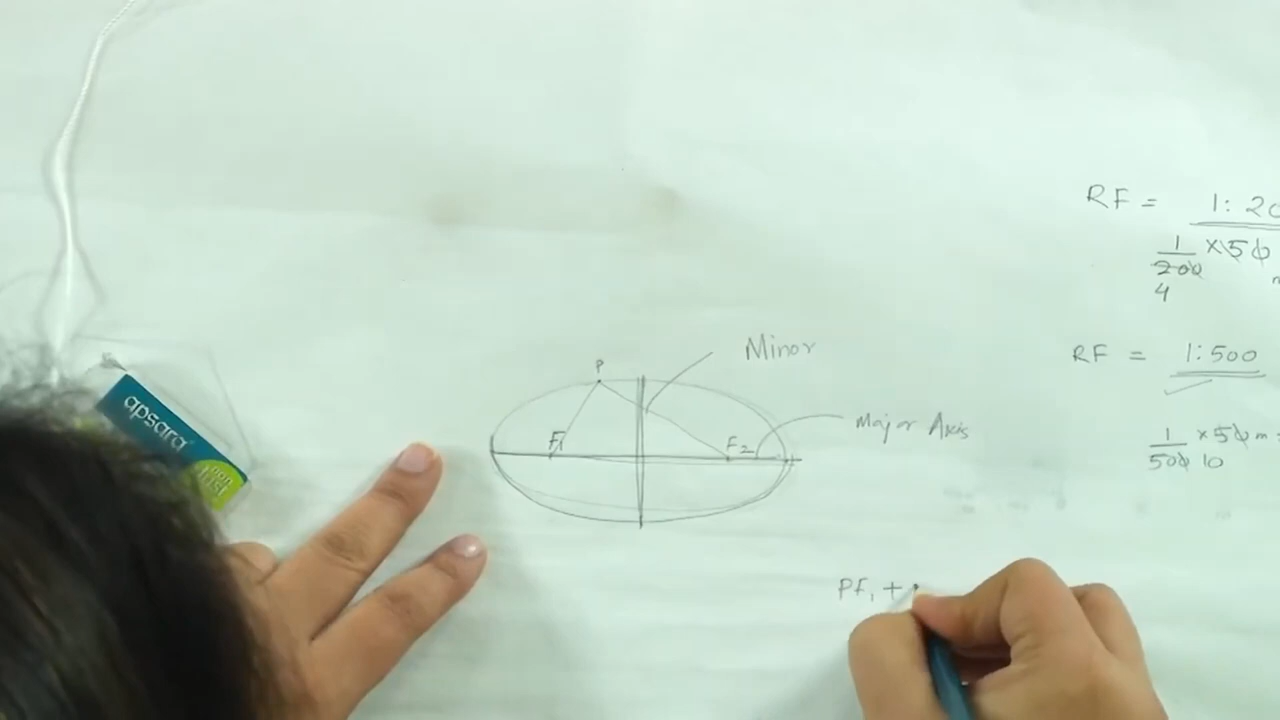 RF = 1:20
1/200 × 50
4
Minor
P
RF = 1:500
apsara
Major Axis
F1
F2
1/500 × 50 m =
10
PF1 +